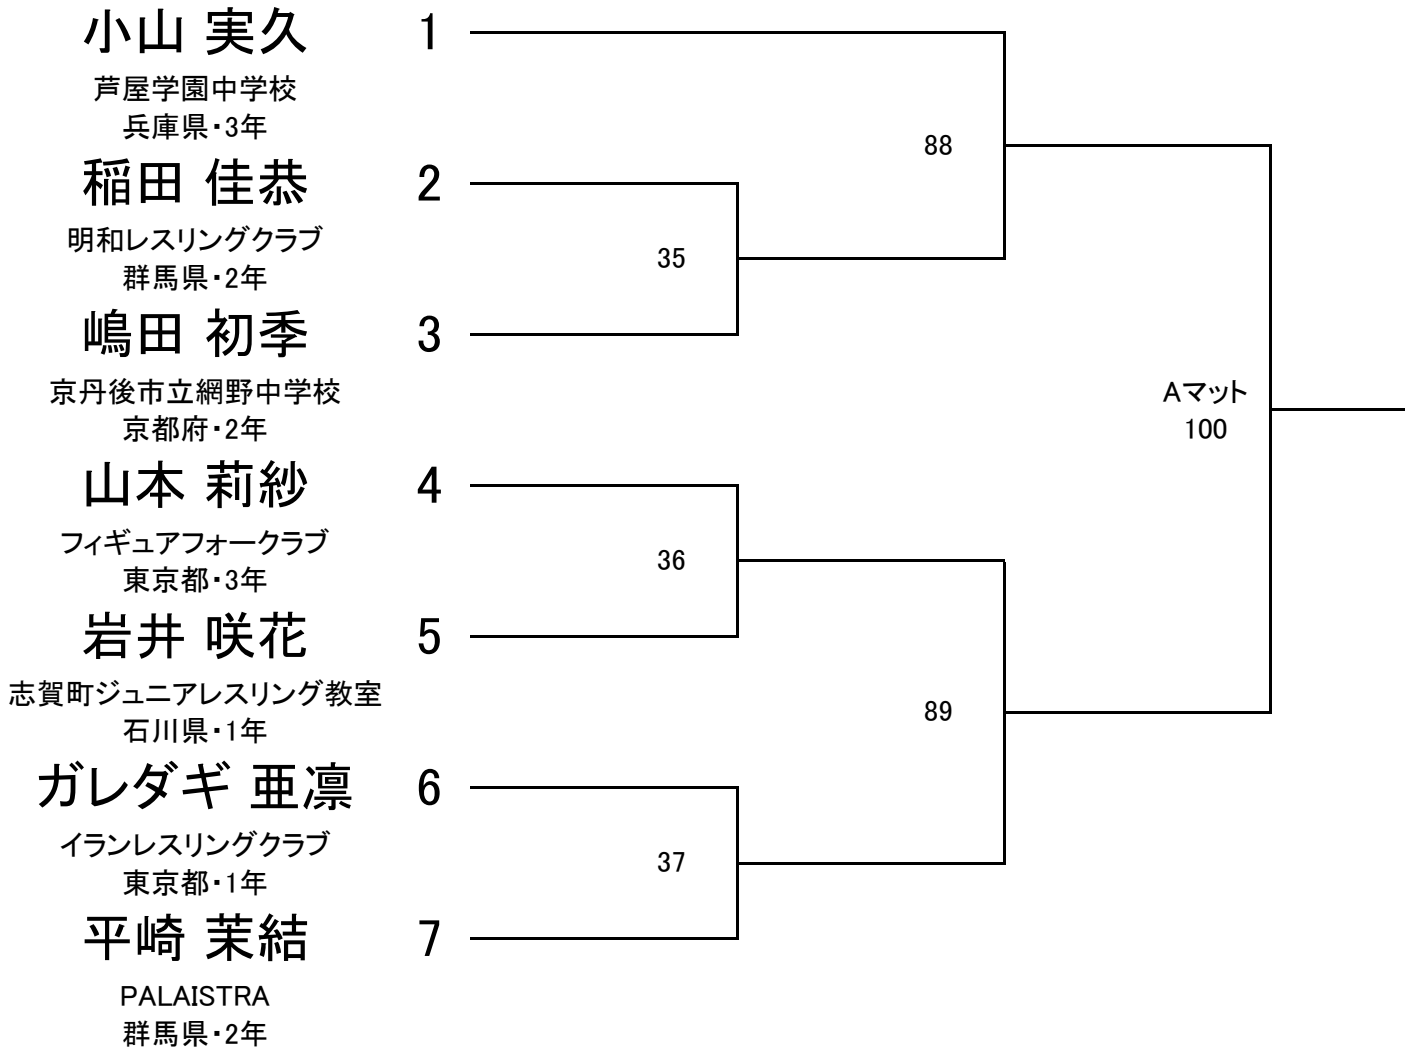 小山 実久 1
芦屋学園中学校
兵庫県・3年
88
稲田 佳恭 2
明和レスリングクラブ
群馬県・2年
35
嶋田 初季 3
京丹後市立網野中学校
京都府・2年
Aマット
100
山本 莉紗 4
フィギュアフォークラブ
東京都・3年
36
岩井 咲花 5
志賀町ジュニアレスリング教室
石川県・1年
89
ガレダギ 亜凛 6
イランレスリングクラブ
東京都・1年
37
平崎 茉結 7
PALAISTRA
群馬県・2年